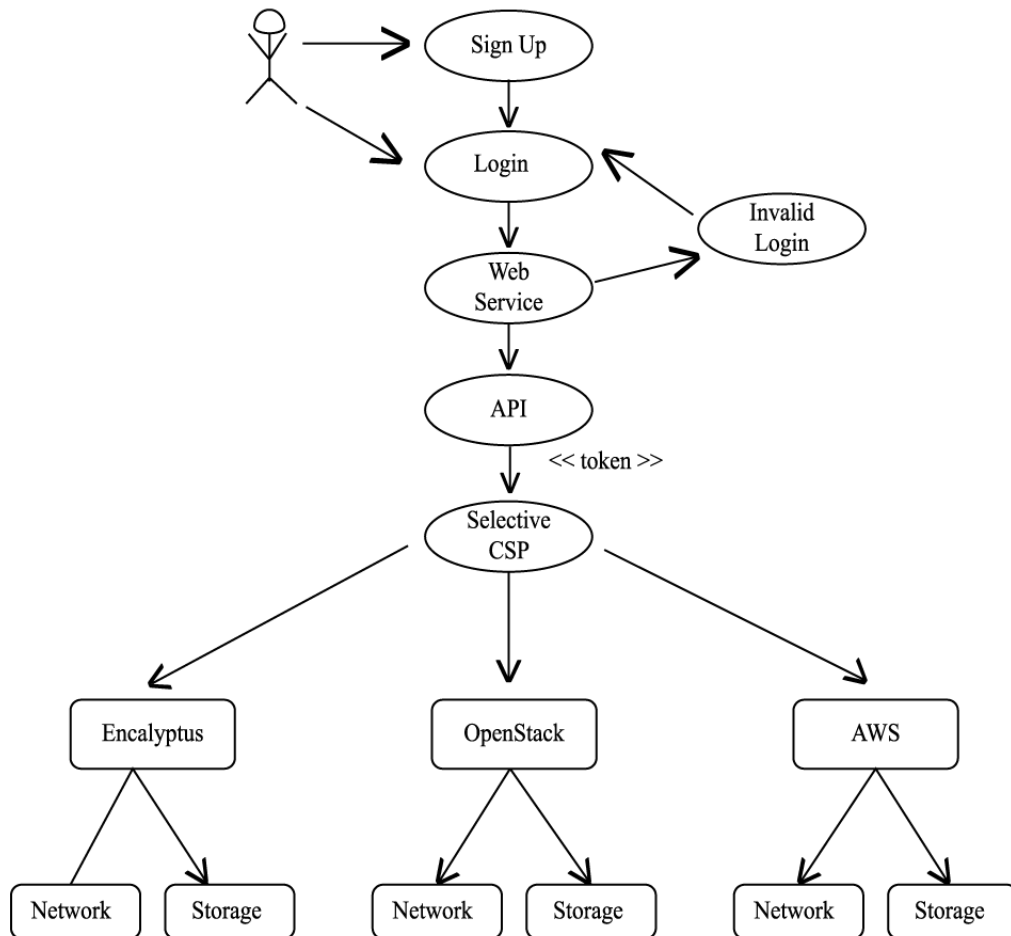 Sign Up
Login
Invalid
Login
Web
Service
API
<< token >>
Selective
CSP
Encalyptus
OpenStack
AWS
Network
Storage
Network
Storage
Network
Storage